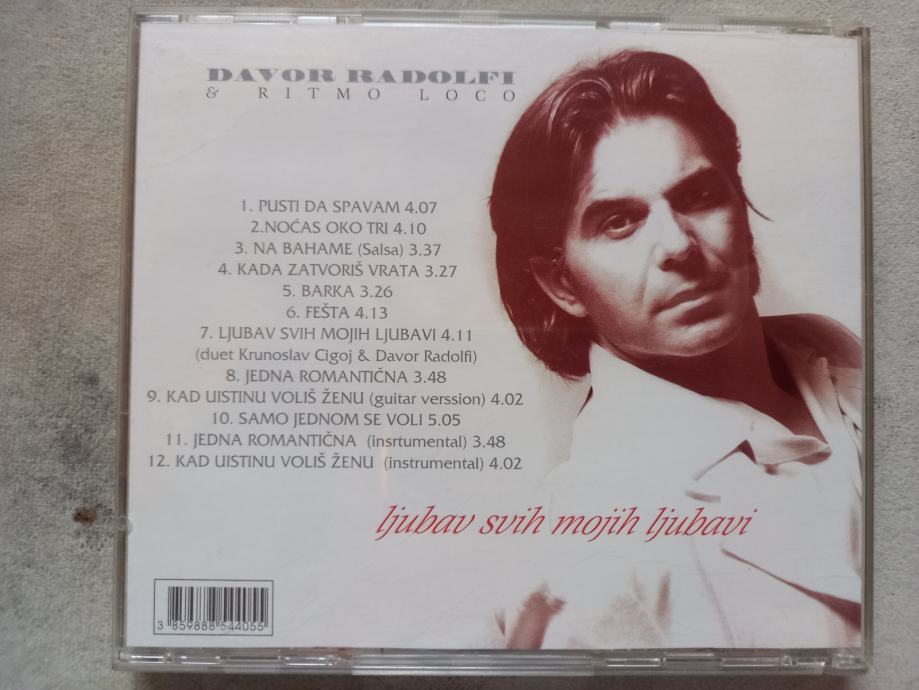 DAVOR RADOLFI
& RITMO LOCO
1. PUSTI DA SPAVAM 4.07
2.NOĆAS OKO TRI 4.10
3. NA BAHAME (Salsa) 3.37
4. KADA ZATVORIŠ VRATA 3.27
5. BARKA 3.26
6. FEŠTA 4.13
7. LJUBAV SVIH MOJIH LJUBAVI 4.11
(duet Krunoslav Cigoj & Davor Radolfi)
8. JEDNA ROMANTIČNA 3.48
9. KAD UISTINU VOLIŠ ŽENU (guitar verssion) 4.02
10. SAMO JEDNOM SE VOLI 5.05
11. JEDNA ROMANTIČNA (insrtumental) 3.48
12. KAD UISTINU VOLIŠ ŽENU (instrumental) 4.02
ljubav svih mojih ljubavi
3 859888 544055